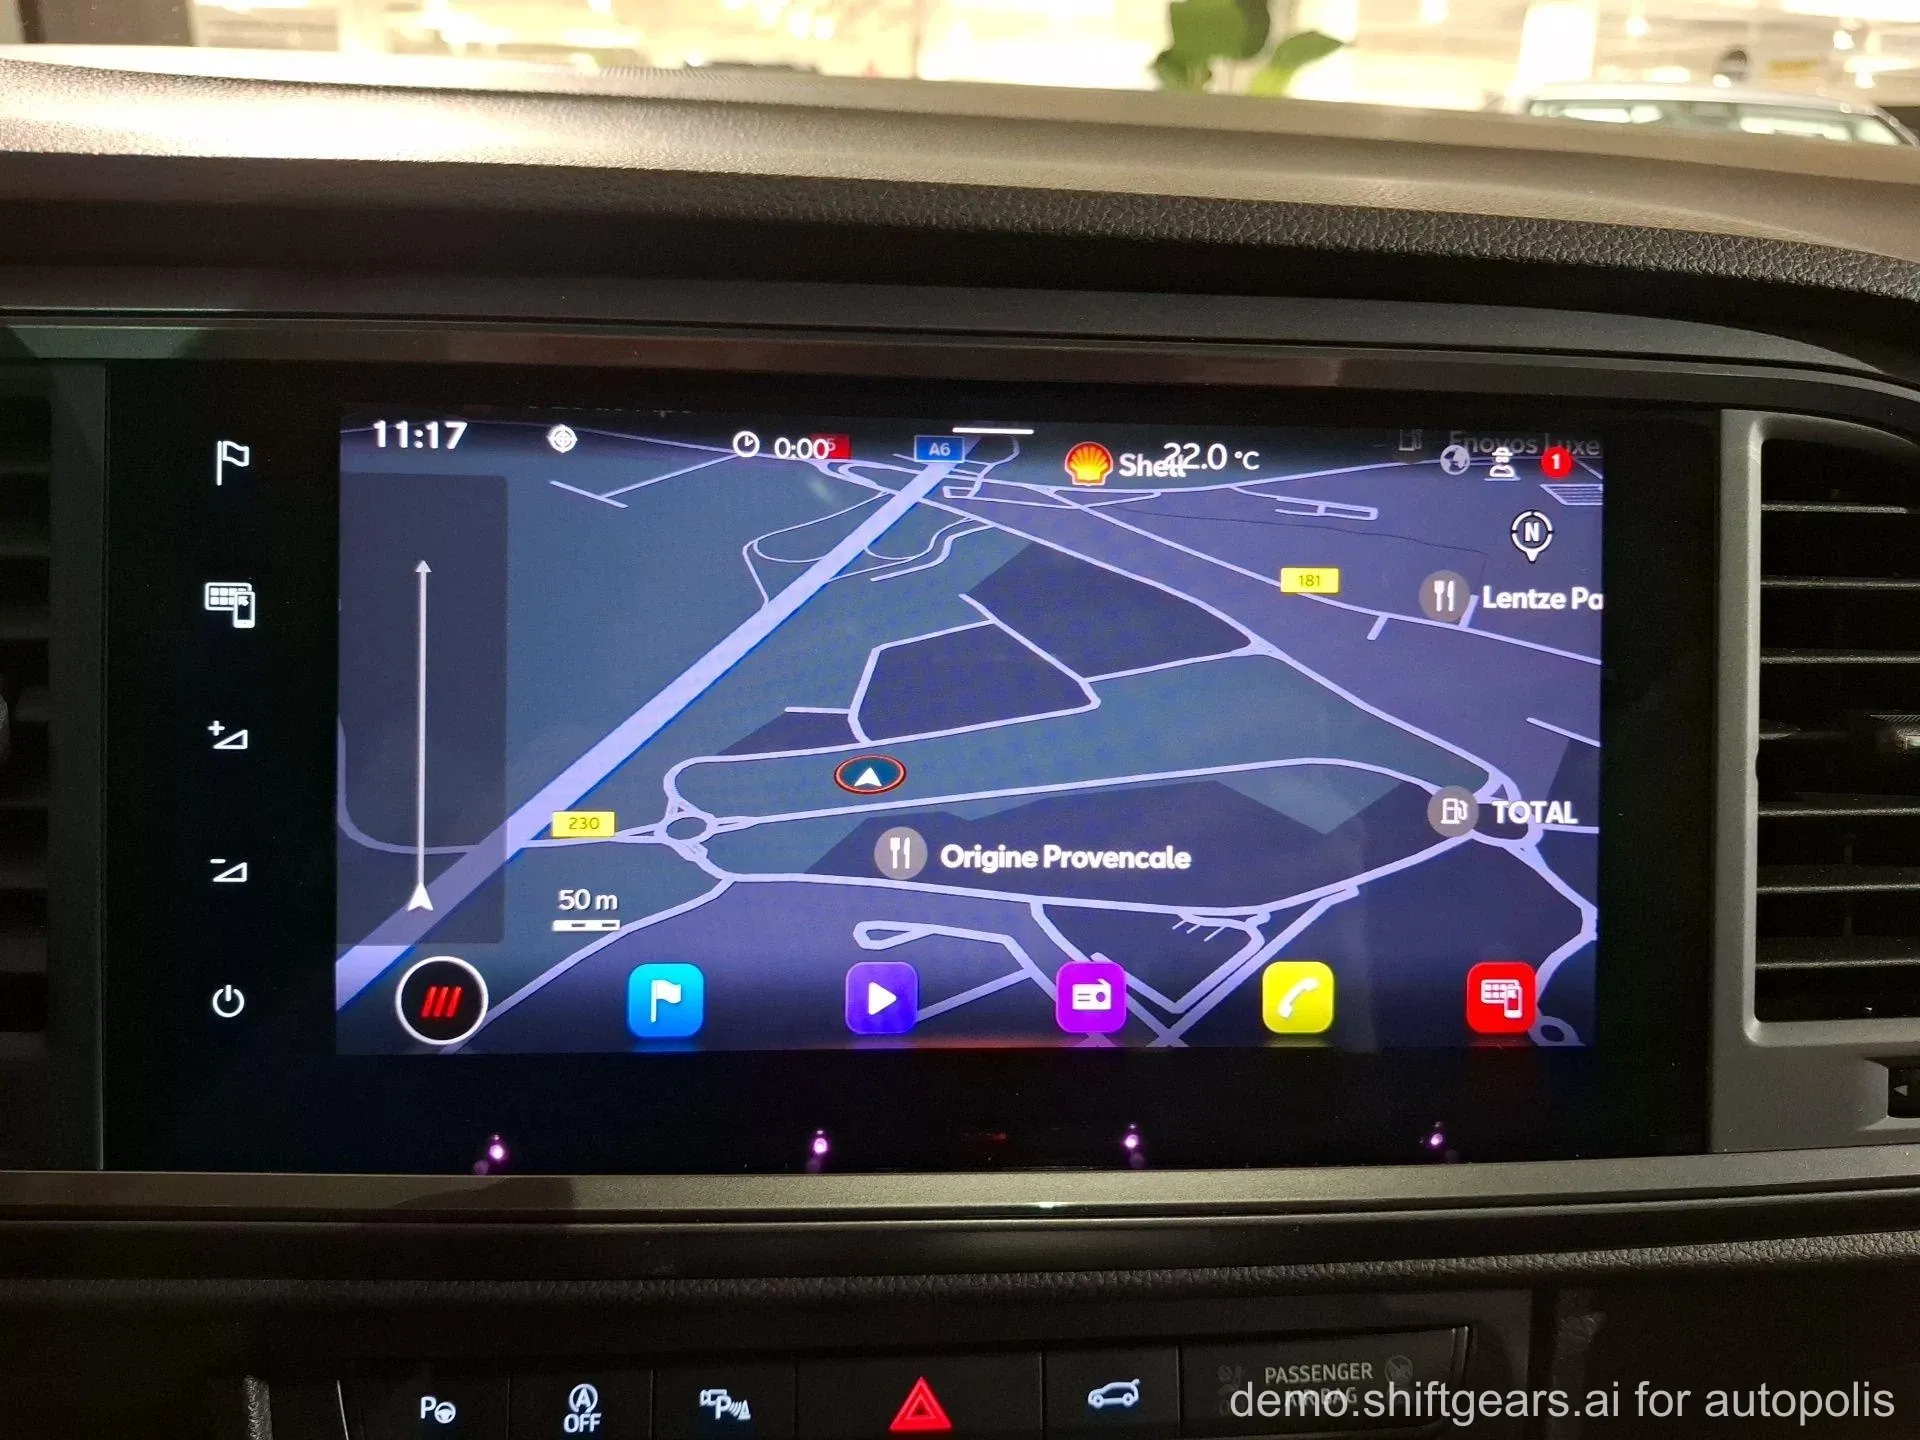 11:17
0:00
A6
Shell
22.0 °C
Enovos Luxe
1
N
181
Lentze Pa
TOTAL
230
Origine Provencale
50 m
P
A
OFF
P
PASSENGER
AIRBAG
demo.shiftgears.ai for autopolis